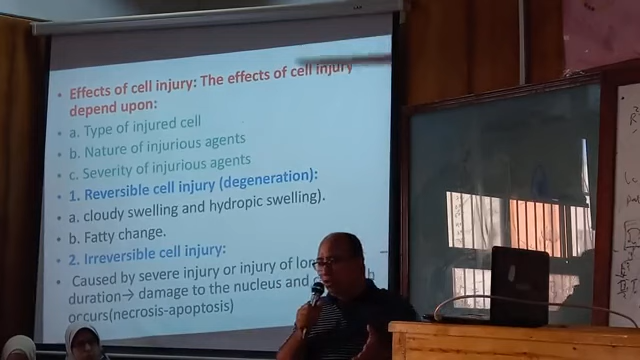 • Effects of cell injury: The effects of cell injury
depend upon:
• a. Type of injured cell
• b. Nature of injurious agents
• c. Severity of injurious agents
• 1. Reversible cell injury (degeneration):
• a. cloudy swelling and hydropic swelling).
• b. Fatty change.
• 2. Irreversible cell injury:
• Caused by severe injury or injury of
duration→ damage to the nucleus and
occurs(necrosis-apoptosis)